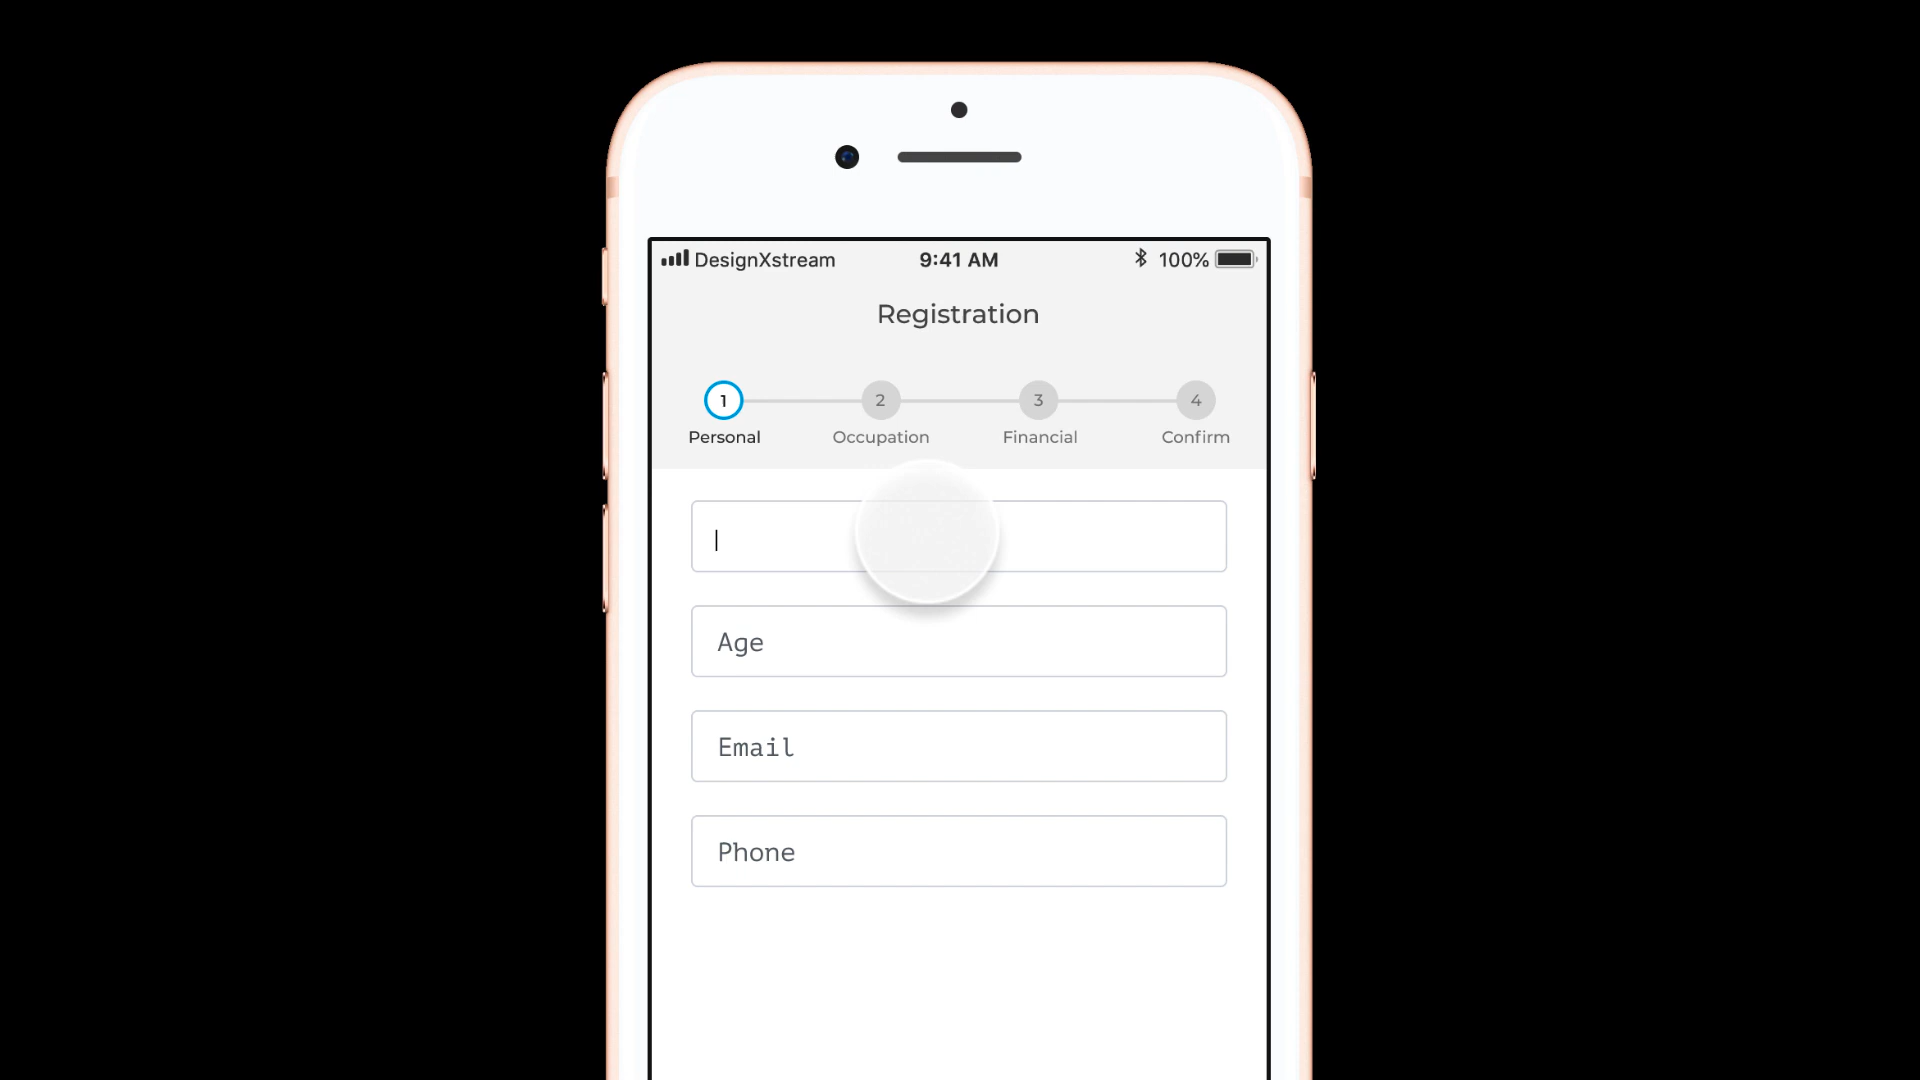 DesignXstream 9:41 AM 100%
Registration
1 2 3 4
Personal Occupation Financial Confirm
Age
Email
Phone